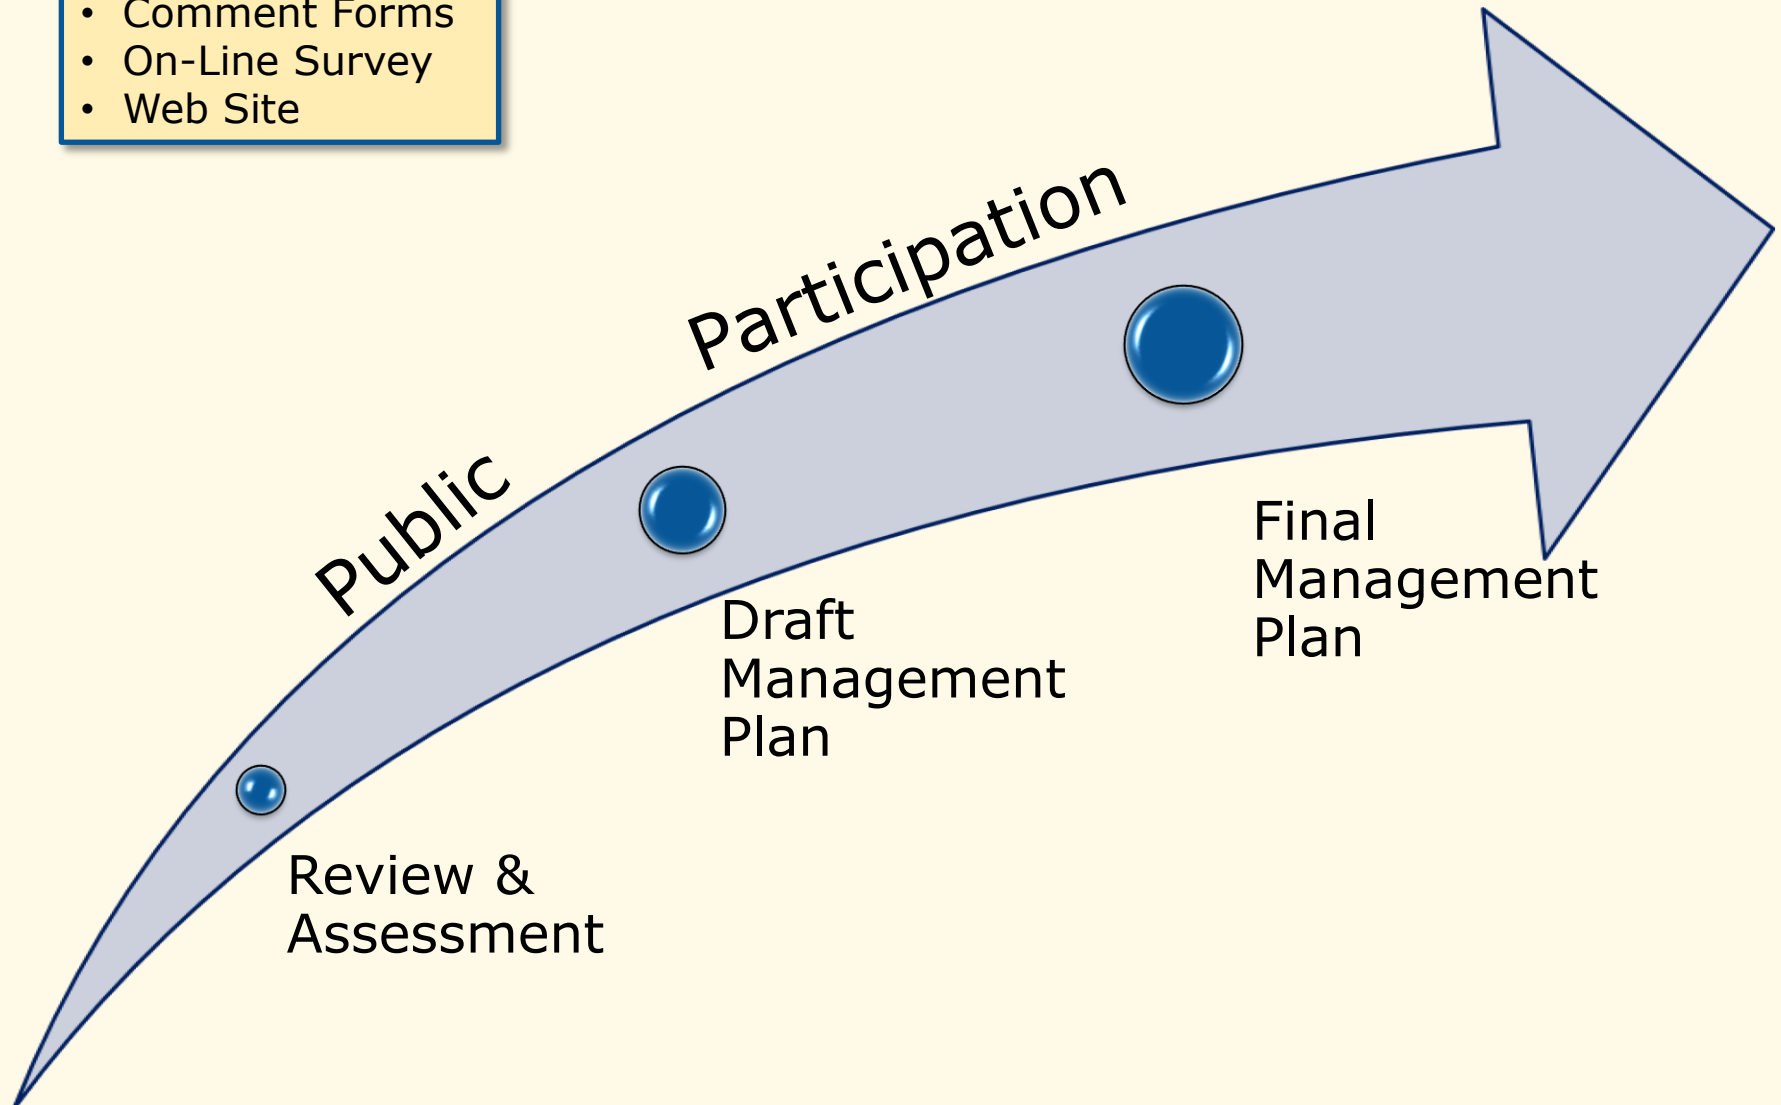 • Comment Forms
• On-Line Survey
• Web Site
Public Participation
Review &
Assessment
Draft
Management
Plan
Final
Management
Plan